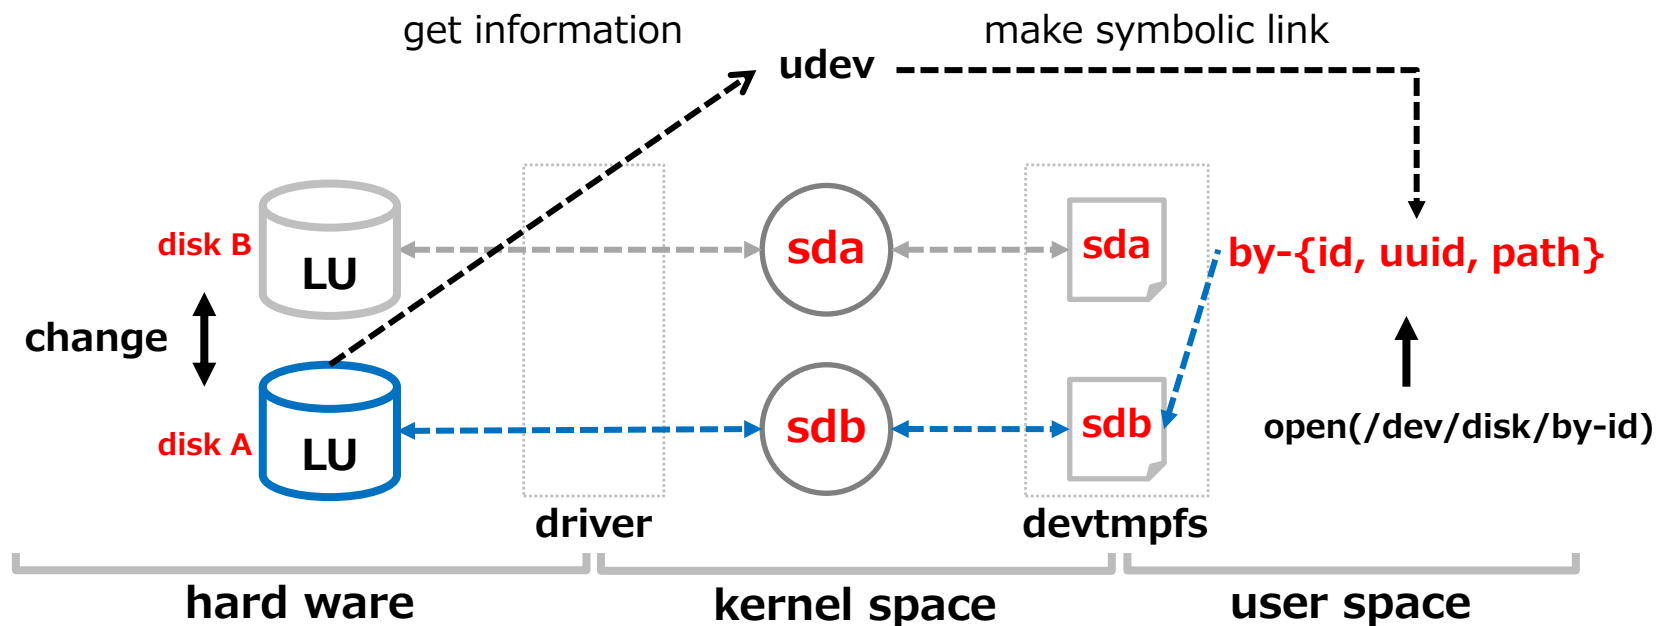 get information
make symbolic link
udev
disk B
LU
sda
sda
by-{id, uuid, path}
change
disk A
LU
sdb
sdb
open(/dev/disk/by-id)
driver
devtmpfs
hard ware
kernel space
user space